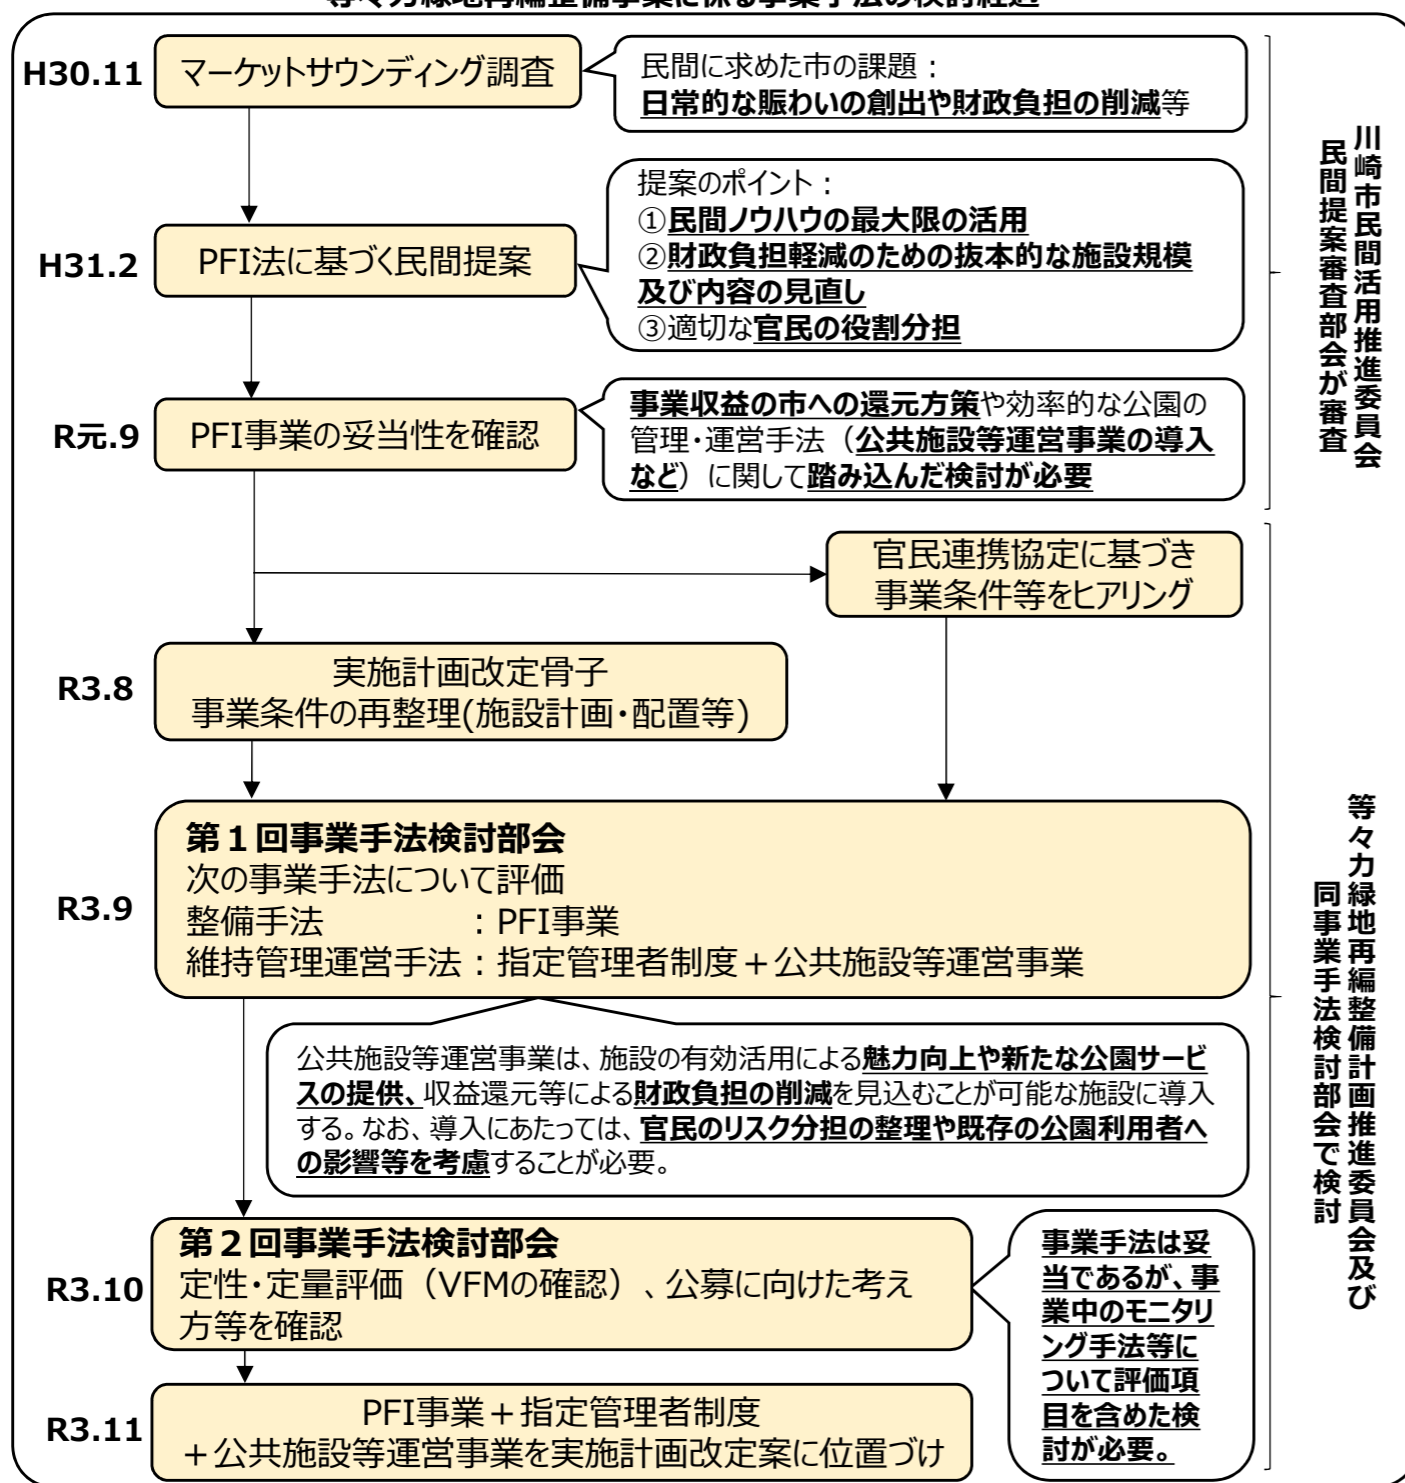 等々力緑地再編整備事業に係る事業手法の検討経過
H30.11
マーケットサウンディング調査
民間に求めた市の課題：
日常的な賑わいの創出や財政負担の削減等
H31.2
PFI法に基づく民間提案
提案のポイント：
①民間ノウハウの最大限の活用
②財政負担軽減のための抜本的な施設規模
及び内容の見直し
③適切な官民の役割分担
R元.9
PFI事業の妥当性を確認
事業収益の市への還元方策や効率的な公園の
管理・運営手法（公共施設等運営事業の導入
など）に関して踏み込んだ検討が必要
川崎市民間活用推進委員会
民間提案審査部会が審査
官民連携協定に基づき
事業条件等をヒアリング
R3.8
実施計画改定骨子
事業条件の再整理(施設計画・配置等)
R3.9
第１回事業手法検討部会
次の事業手法について評価
整備手法　　　　：PFI事業
維持管理運営手法：指定管理者制度＋公共施設等運営事業
公共施設等運営事業は、施設の有効活用による魅力向上や新たな公園サービ
スの提供、収益還元等による財政負担の削減を見込むことが可能な施設に導入
する。なお、導入にあたっては、官民のリスク分担の整理や既存の公園利用者へ
の影響等を考慮することが必要。
R3.10
第２回事業手法検討部会
定性・定量評価（VFMの確認）、公募に向けた考え
方等を確認
事業手法は妥
当であるが、事
業中のモニタリ
ング手法等に
ついて評価項
目を含めた検
討が必要。
R3.11
PFI事業＋指定管理者制度
＋公共施設等運営事業を実施計画改定案に位置づけ
等々力緑地再編整備計画推進委員会及び
同事業手法検討部会で検討